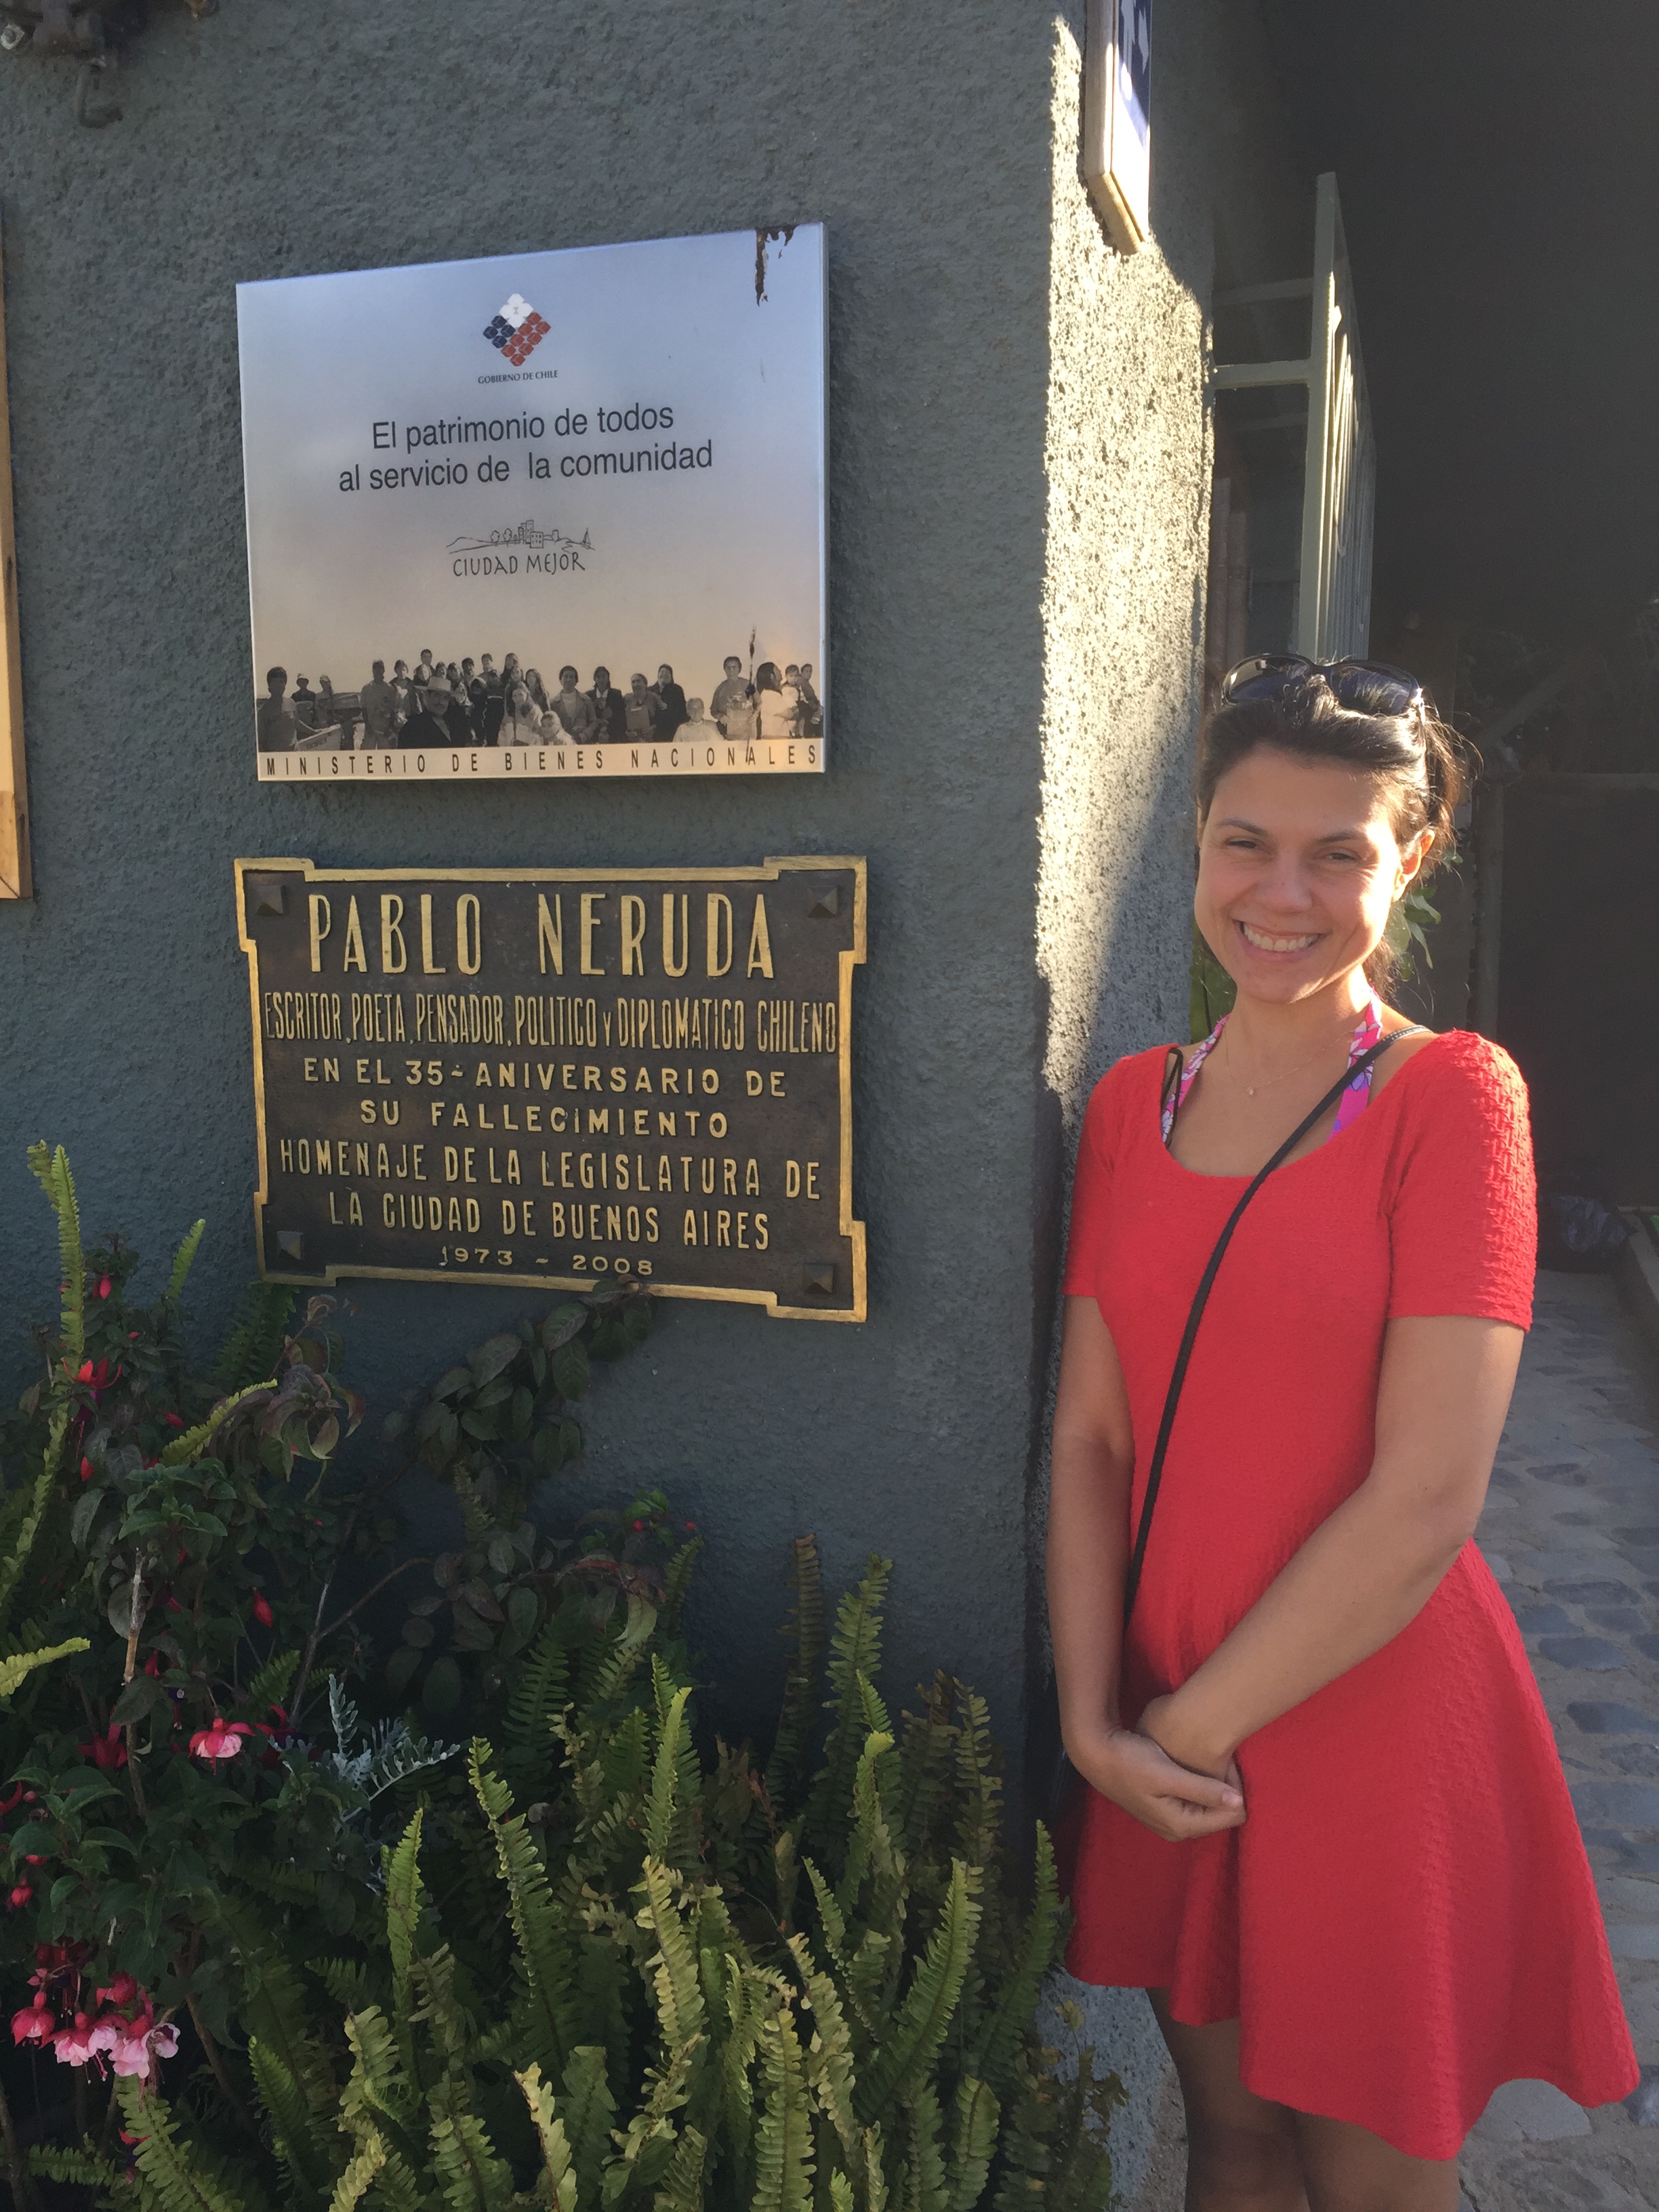 GOBIERNO DE CHILE
El patrimonio de todos
al servicio de la comunidad
CIUDAD MEJOR
MINISTERIO DE BIENES NACIONALES
PABLO NERUDA
ESCRITOR, POETA, PENSADOR, POLITICO Y DIPLOMATICO CHILENO
EN EL 35- ANIVERSARIO DE
SU FALLECIMIENTO
HOMENAJE DE LA LEGISLATURA DE
LA CIUDAD DE BUENOS AIRES
1973 - 2008